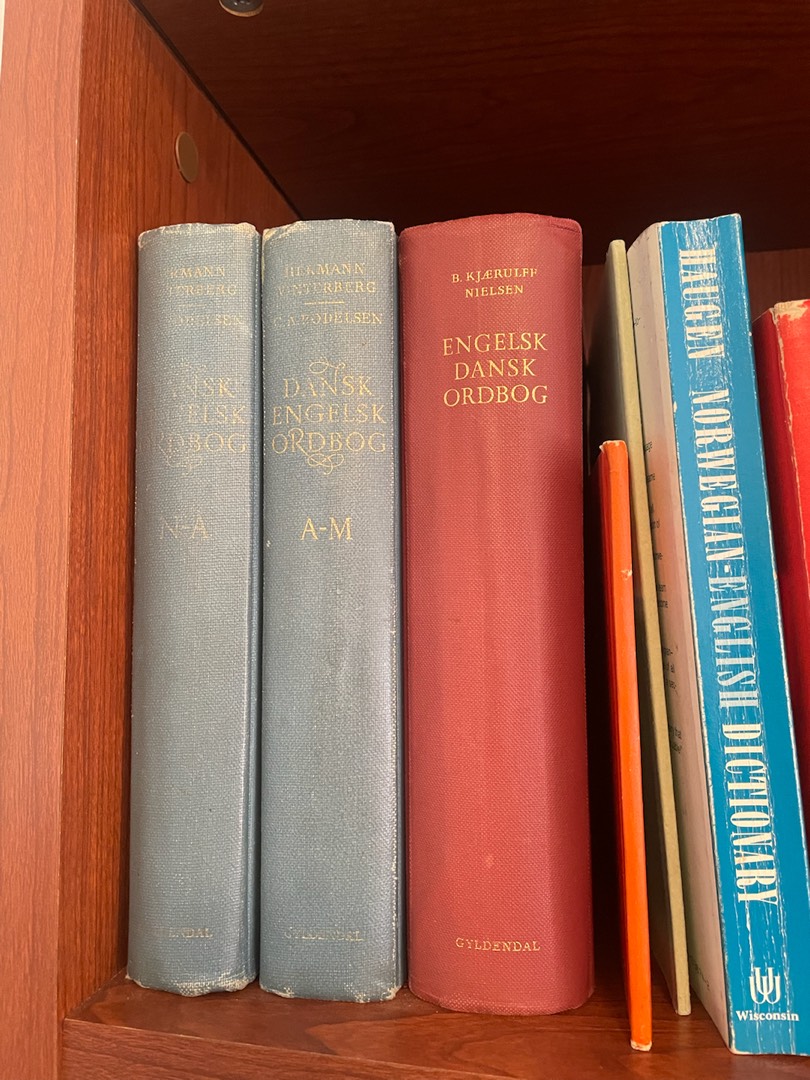 DANSK
ENGELSK
ORDBOG
N-A
GYLDENDAL
HERMANN
VINTERBERG
C. A. BODELSEN
DANSK
ENGELSK
ORDBOG
A-M
GYLDENDAL
B. KJÆRULFF
NIELSEN
ENGELSK
DANSK
ORDBOG
GYLDENDAL
HAUGEN NORWEGIAN-ENGLISH DICTIONARY
Wisconsin